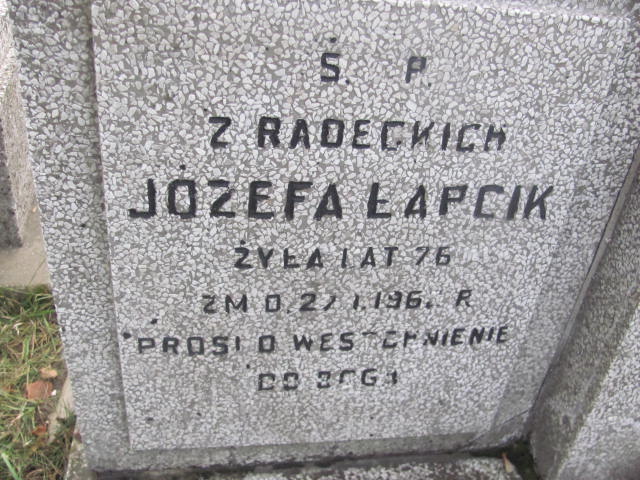 Ś. P.
Z RADECKICH
JÓZEFA ŁAPCIK
ŻYŁA LAT 76
ZM D.
PROSI O WESTCHNIENIE
DO BOGA